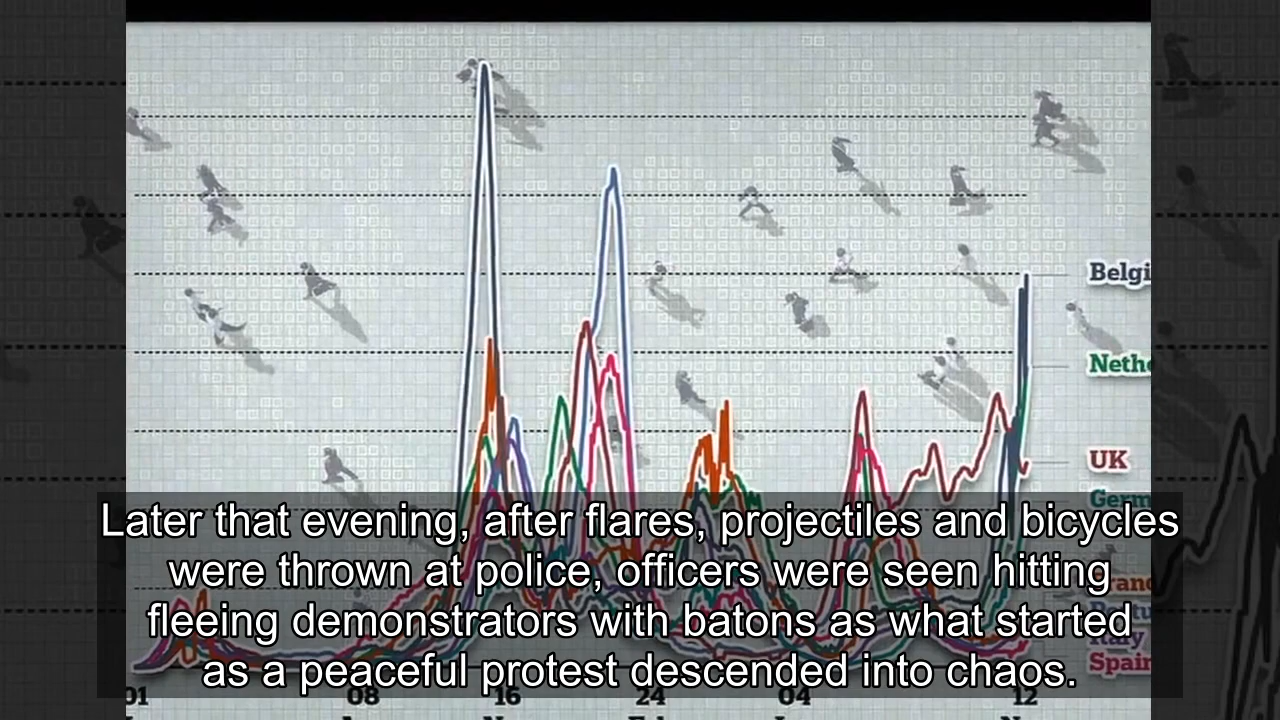 Belgi
Nethe
UK
Germ
Later that evening, after flares, projectiles and bicycles
were thrown at police, officers were seen hitting
fleeing demonstrators with batons as what started
as a peaceful protest descended into chaos.
Spain
01 08 16 24 04 12